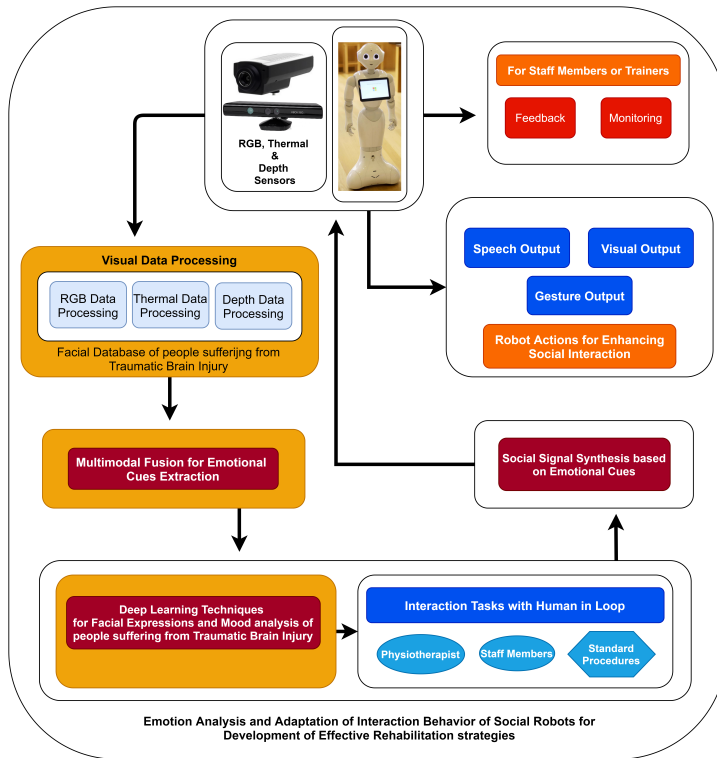 RGB, Thermal
&
Depth
Sensors
For Staff Members or Trainers
Feedback
Monitoring
Speech Output
Visual Output
Gesture Output
Robot Actions for Enhancing
Social Interaction
Visual Data Processing
RGB Data
Processing
Thermal Data
Processing
Depth Data
Processing
Facial Database of people sufferijng from
Traumatic Brain Injury
Multimodal Fusion for Emotional
Cues Extraction
Social Signal Synthesis based
on Emotional Cues
Deep Learning Techniques
for Facial Expressions and Mood analysis of
people suffering from Traumatic Brain Injury
Interaction Tasks with Human in Loop
Physiotherapist
Staff Members
Standard
Procedures
Emotion Analysis and Adaptation of Interaction Behavior of Social Robots for
Development of Effective Rehabilitation strategies